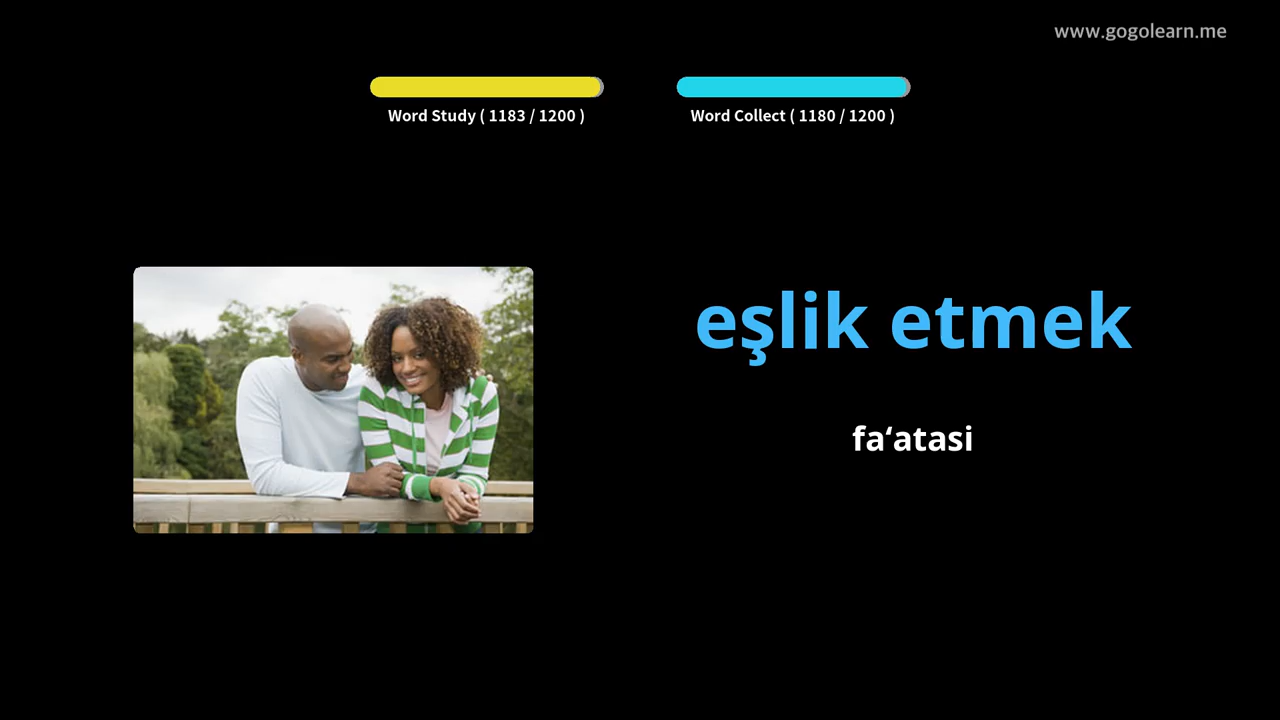 www.gogolearn.me
Word Study ( 1183 / 1200 )
Word Collect ( 1180 / 1200 )
eşlik etmek
fa‘atasi